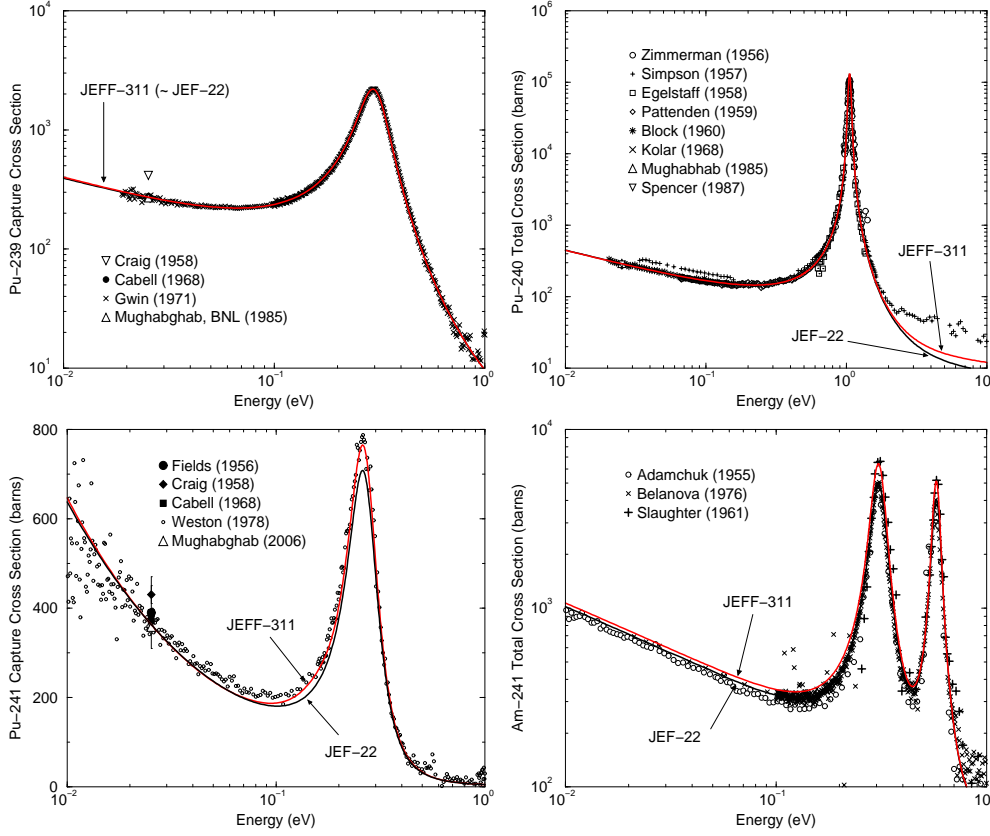 10^4
10^3
10^2
10^1
Pu−239 Capture Cross Section
JEFF−311 (~ JEF−22)
Craig (1958)
Cabell (1968)
Gwin (1971)
Mughabghab, BNL (1985)
10^−2
10^−1
10^0
Energy (eV)
10^6
10^5
10^4
10^3
10^2
10^1
Pu−240 Total Cross Section (barns)
Zimmerman (1956)
Simpson (1957)
Egelstaff (1958)
Pattenden (1959)
Block (1960)
Kolar (1968)
Mughabhab (1985)
Spencer (1987)
JEFF−311
JEF−22
10^−2
10^−1
10^0
10^1
Energy (eV)
800
600
400
200
0
Pu−241 Capture Cross Section (barns)
Fields (1956)
Craig (1958)
Cabell (1968)
Weston (1978)
Mughabghab (2006)
JEFF−311
JEF−22
10^−2
10^−1
10^0
Energy (eV)
10^4
10^3
10^2
Am−241 Total Cross Section (barns)
Adamchuk (1955)
Belanova (1976)
Slaughter (1961)
JEFF−311
JEF−22
10^−2
10^−1
10^0
Energy (eV)